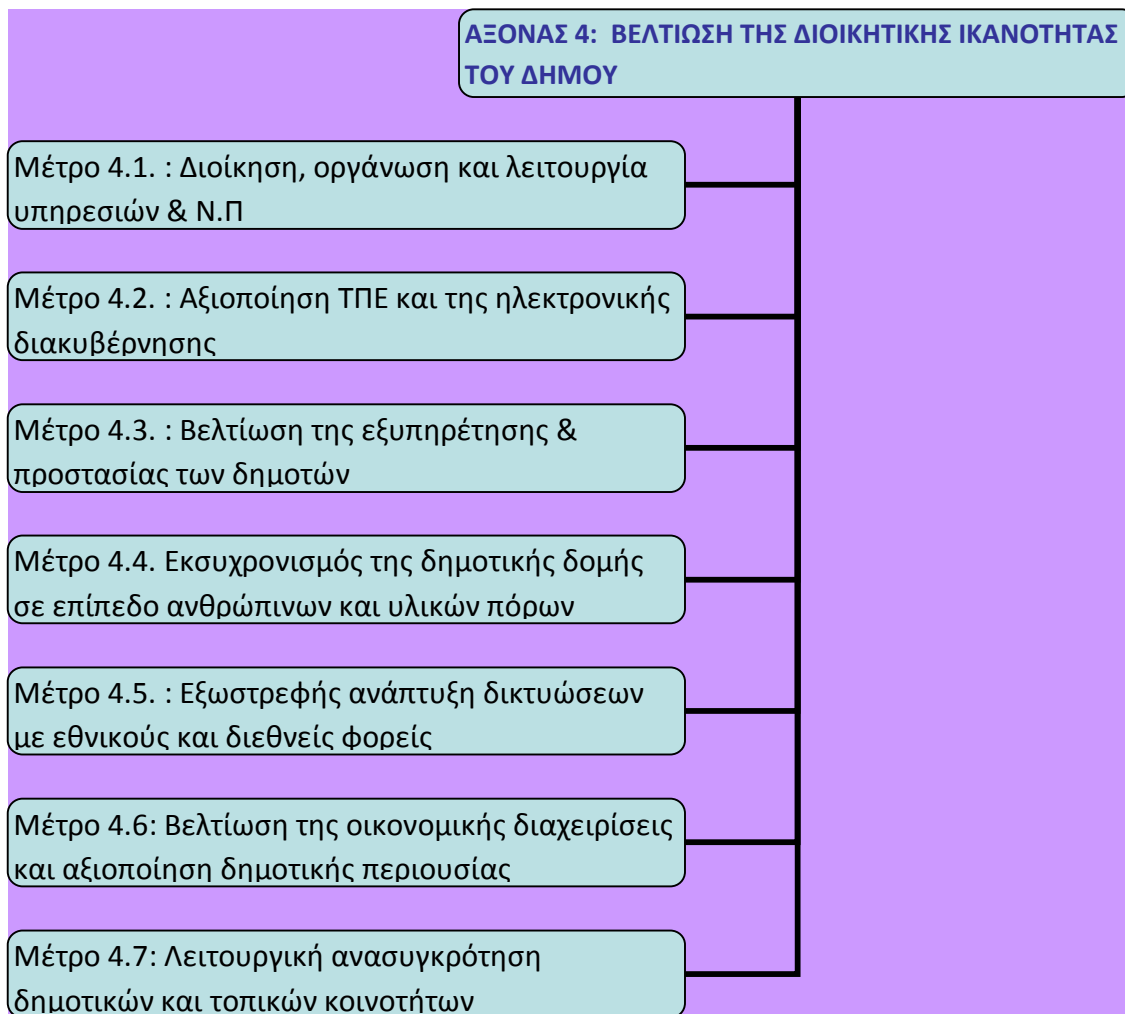 ΑΞΟΝΑΣ 4: ΒΕΛΤΙΩΣΗ ΤΗΣ ΔΙΟΙΚΗΤΙΚΗΣ ΙΚΑΝΟΤΗΤΑΣ
ΤΟΥ ΔΗΜΟΥ
Μέτρο 4.1. : Διοίκηση, οργάνωση και λειτουργία
υπηρεσιών & Ν.Π
Μέτρο 4.2. : Αξιοποίηση ΤΠΕ και της ηλεκτρονικής
διακυβέρνησης
Μέτρο 4.3. : Βελτίωση της εξυπηρέτησης &
προστασίας των δημοτών
Μέτρο 4.4. Εκσυχρονισμός της δημοτικής δομής
σε επίπεδο ανθρώπινων και υλικών πόρων
Μέτρο 4.5. : Εξωστρεφής ανάπτυξη δικτυώσεων
με εθνικούς και διεθνείς φορείς
Μέτρο 4.6: Βελτίωση της οικονομικής διαχειρίσεις
και αξιοποίηση δημοτικής περιουσίας
Μέτρο 4.7: Λειτουργική ανασυγκρότηση
δημοτικών και τοπικών κοινοτήτων